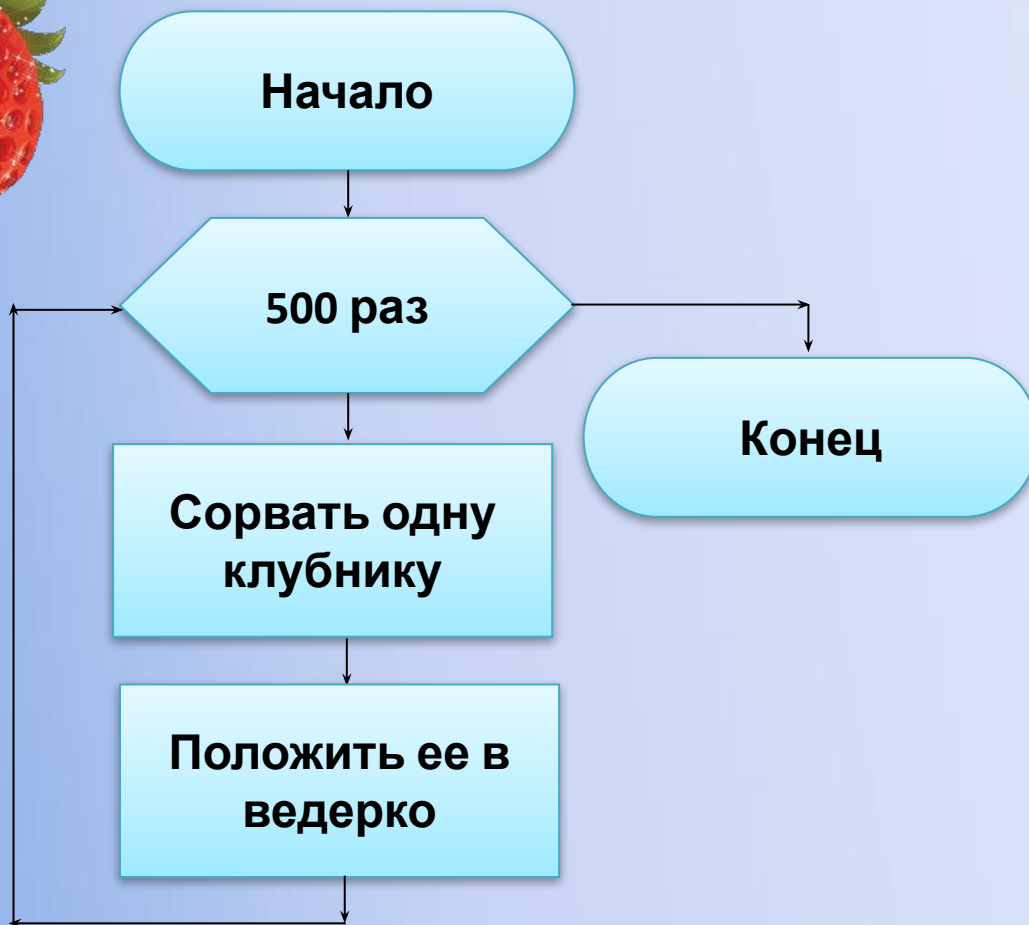 Начало
500 раз
Конец
Сорвать одну
клубнику
Положить ее в
ведерко